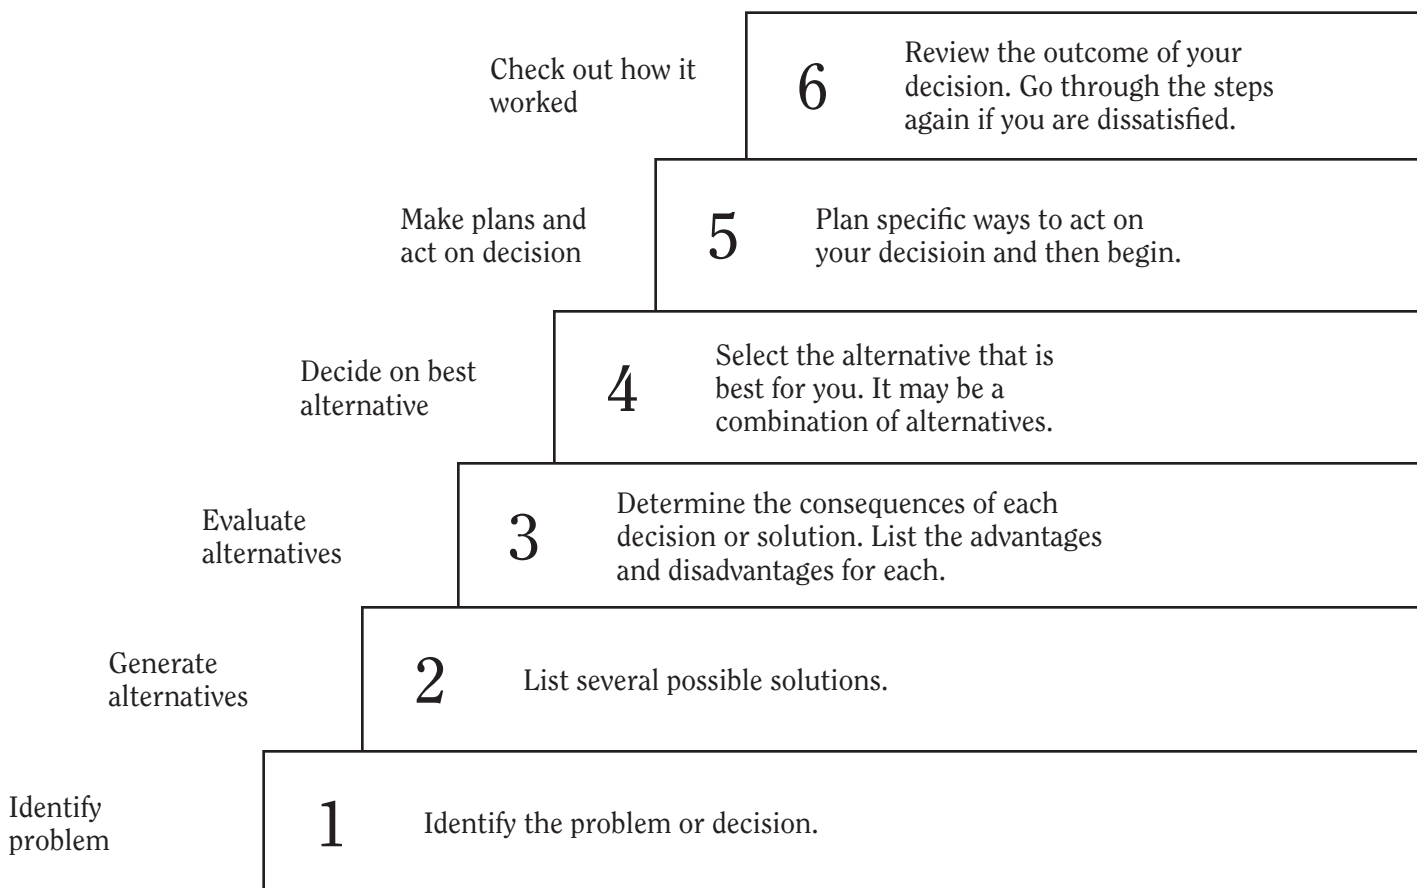 Check out how it
worked
6
Review the outcome of your
decision. Go through the steps
again if you are dissatisfied.
Make plans and
act on decision
5
Plan specific ways to act on
your decisioin and then begin.
Decide on best
alternative
4
Select the alternative that is
best for you. It may be a
combination of alternatives.
Evaluate
alternatives
3
Determine the consequences of each
decision or solution. List the advantages
and disadvantages for each.
Generate
alternatives
2
List several possible solutions.
Identify
problem
1
Identify the problem or decision.